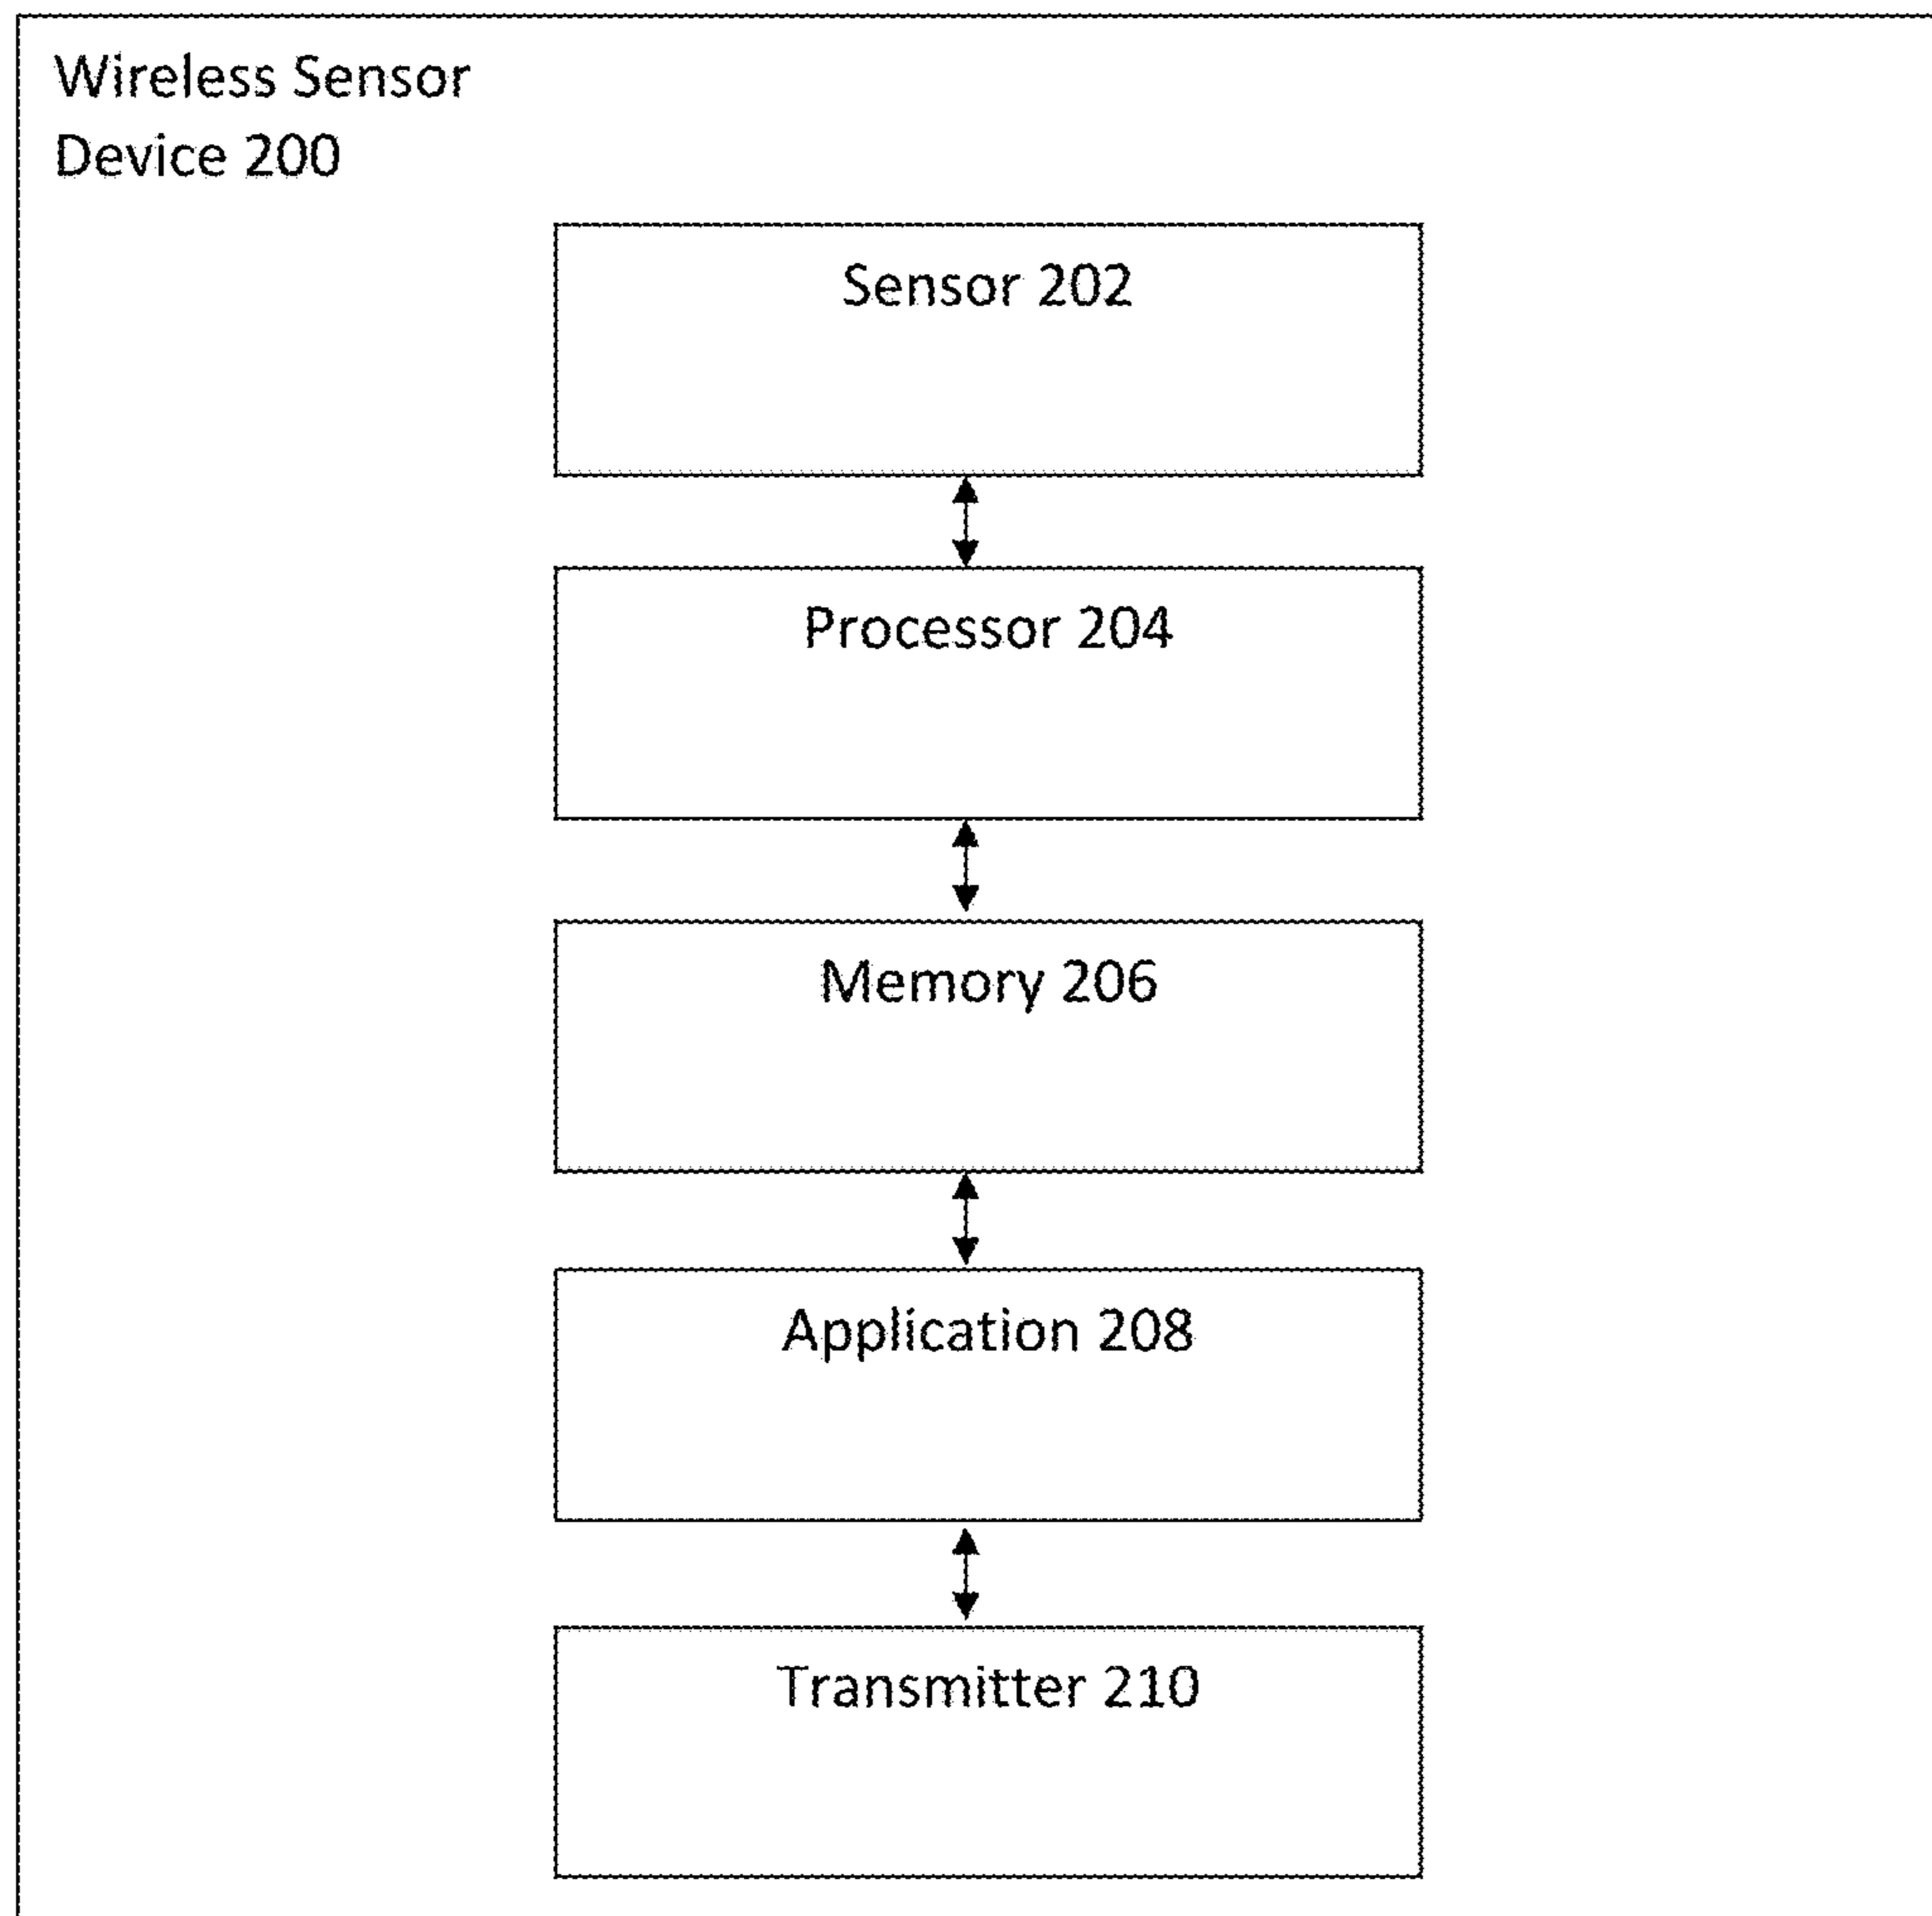 Wireless Sensor
Device 200
Sensor 202
Processor 204
Memory 206
Application 208
Transmitter 210